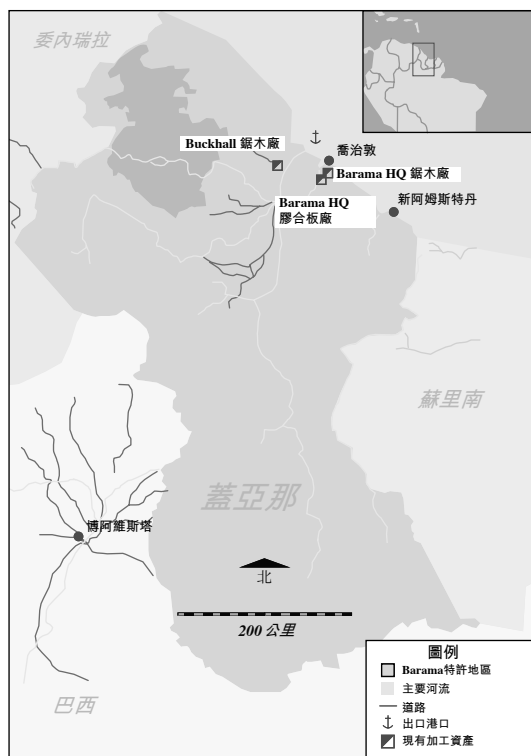 委內瑞拉
喬治敦
Buckhall 鋸木廠
Barama HQ 鋸木廠
Barama HQ
膠合板廠
新阿姆斯特丹
蘇里南
蓋亞那
博阿維斯塔
北
200 公里
巴西
圖例
Barama特許地區
主要河流
道路
出口港口
現有加工資產